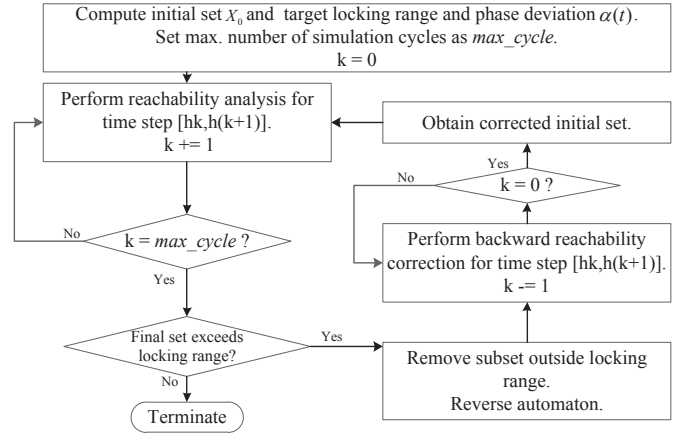 Compute initial set X₀ and target locking range and phase deviation α(t).
Set max. number of simulation cycles as max_cycle.
k = 0
Perform reachability analysis for
time step [hk,h(k+1)].
k += 1
Obtain corrected initial set.
Yes
No
k = 0 ?
No
k = max_cycle ?
Perform backward reachability
correction for time step [hk,h(k+1)].
k -= 1
Yes
Final set exceeds
locking range?
Yes
Remove subset outside locking
range.
Reverse automaton.
No
Terminate